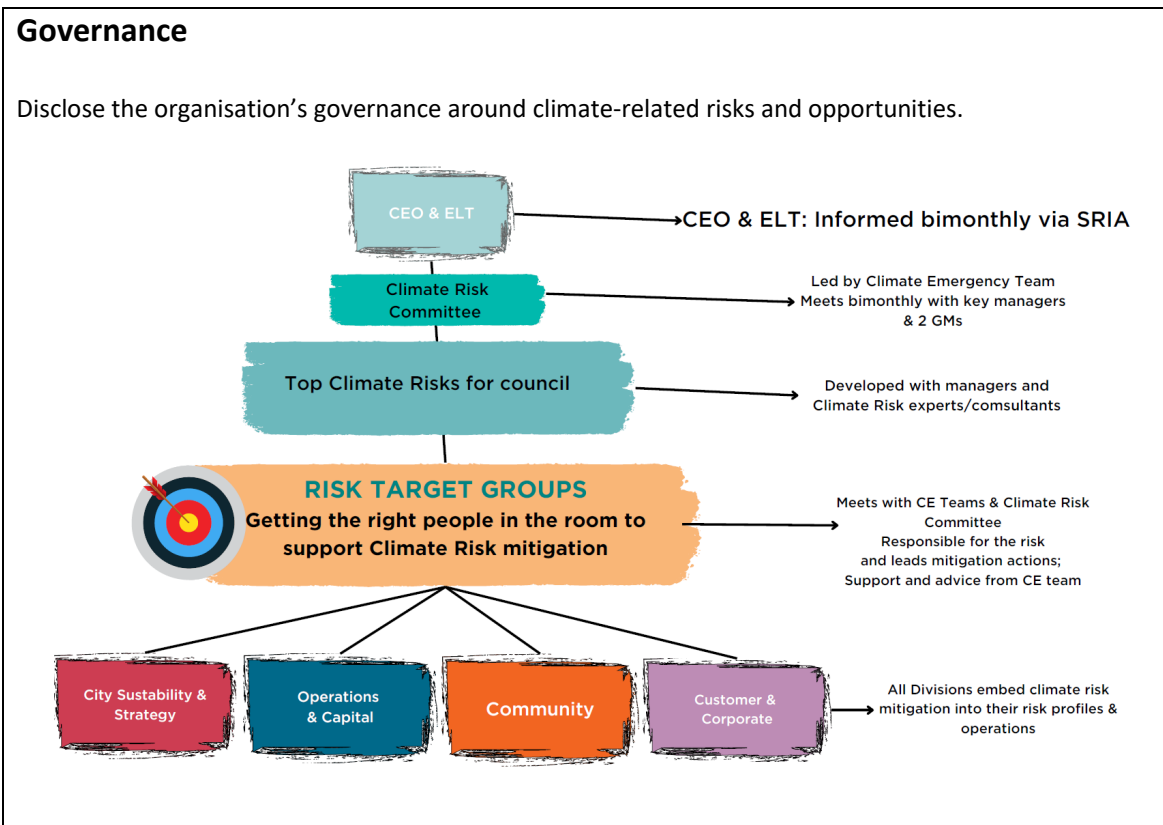 Governance
Disclose the organisation’s governance around climate-related risks and opportunities.
CEO & ELT
CEO & ELT: Informed bimonthly via SRIA
Climate Risk
Committee
Led by Climate Emergency Team
Meets bimonthly with key managers
& 2 GMs
Top Climate Risks for council
Developed with managers and
Climate Risk experts/comsultants
RISK TARGET GROUPS
Getting the right people in the room to
support Climate Risk mitigation
Meets with CE Teams & Climate Risk
Committee
Responsible for the risk
and leads mitigation actions;
Support and advice from CE team
City Sustability &
Strategy
Operations
& Capital
Community
Customer &
Corporate
All Divisions embed climate risk
mitigation into their risk profiles &
operations